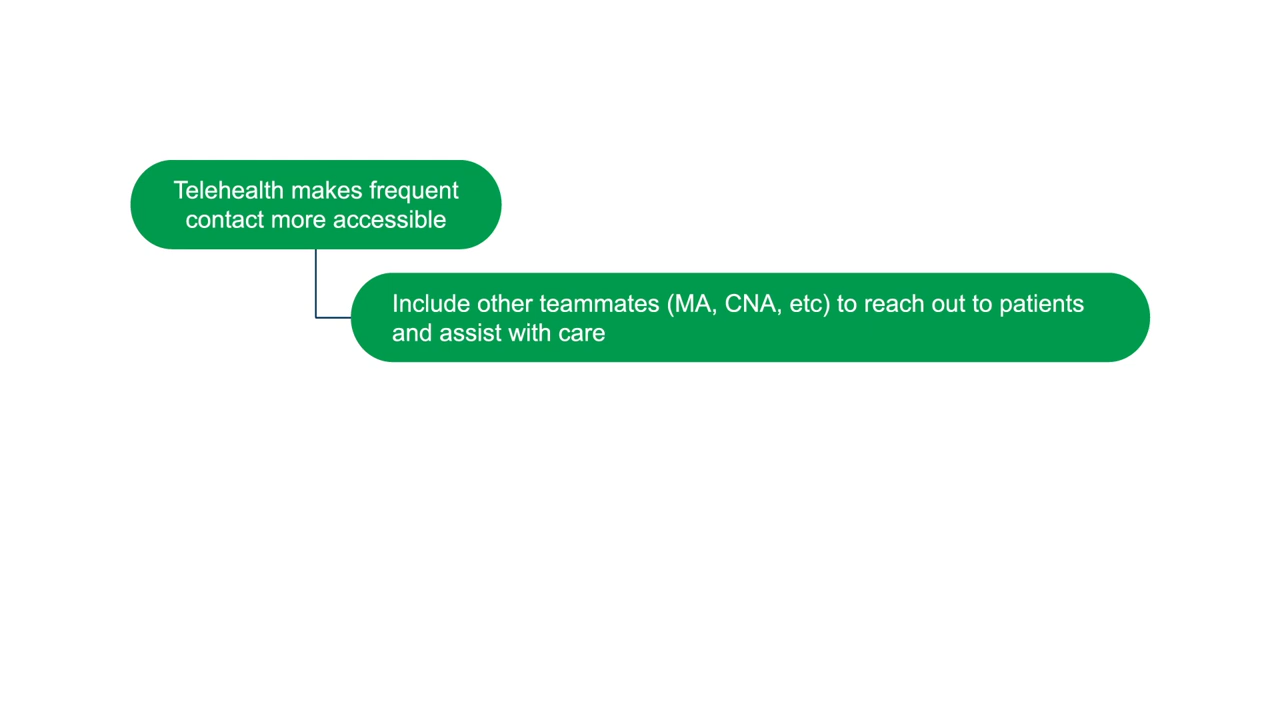 Telehealth makes frequent
contact more accessible
Include other teammates (MA, CNA, etc) to reach out to patients
and assist with care